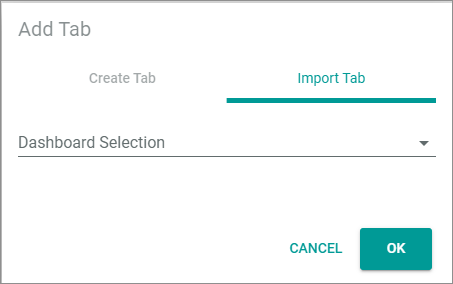 Add Tab
Create Tab
Import Tab
Dashboard Selection
CANCEL
OK